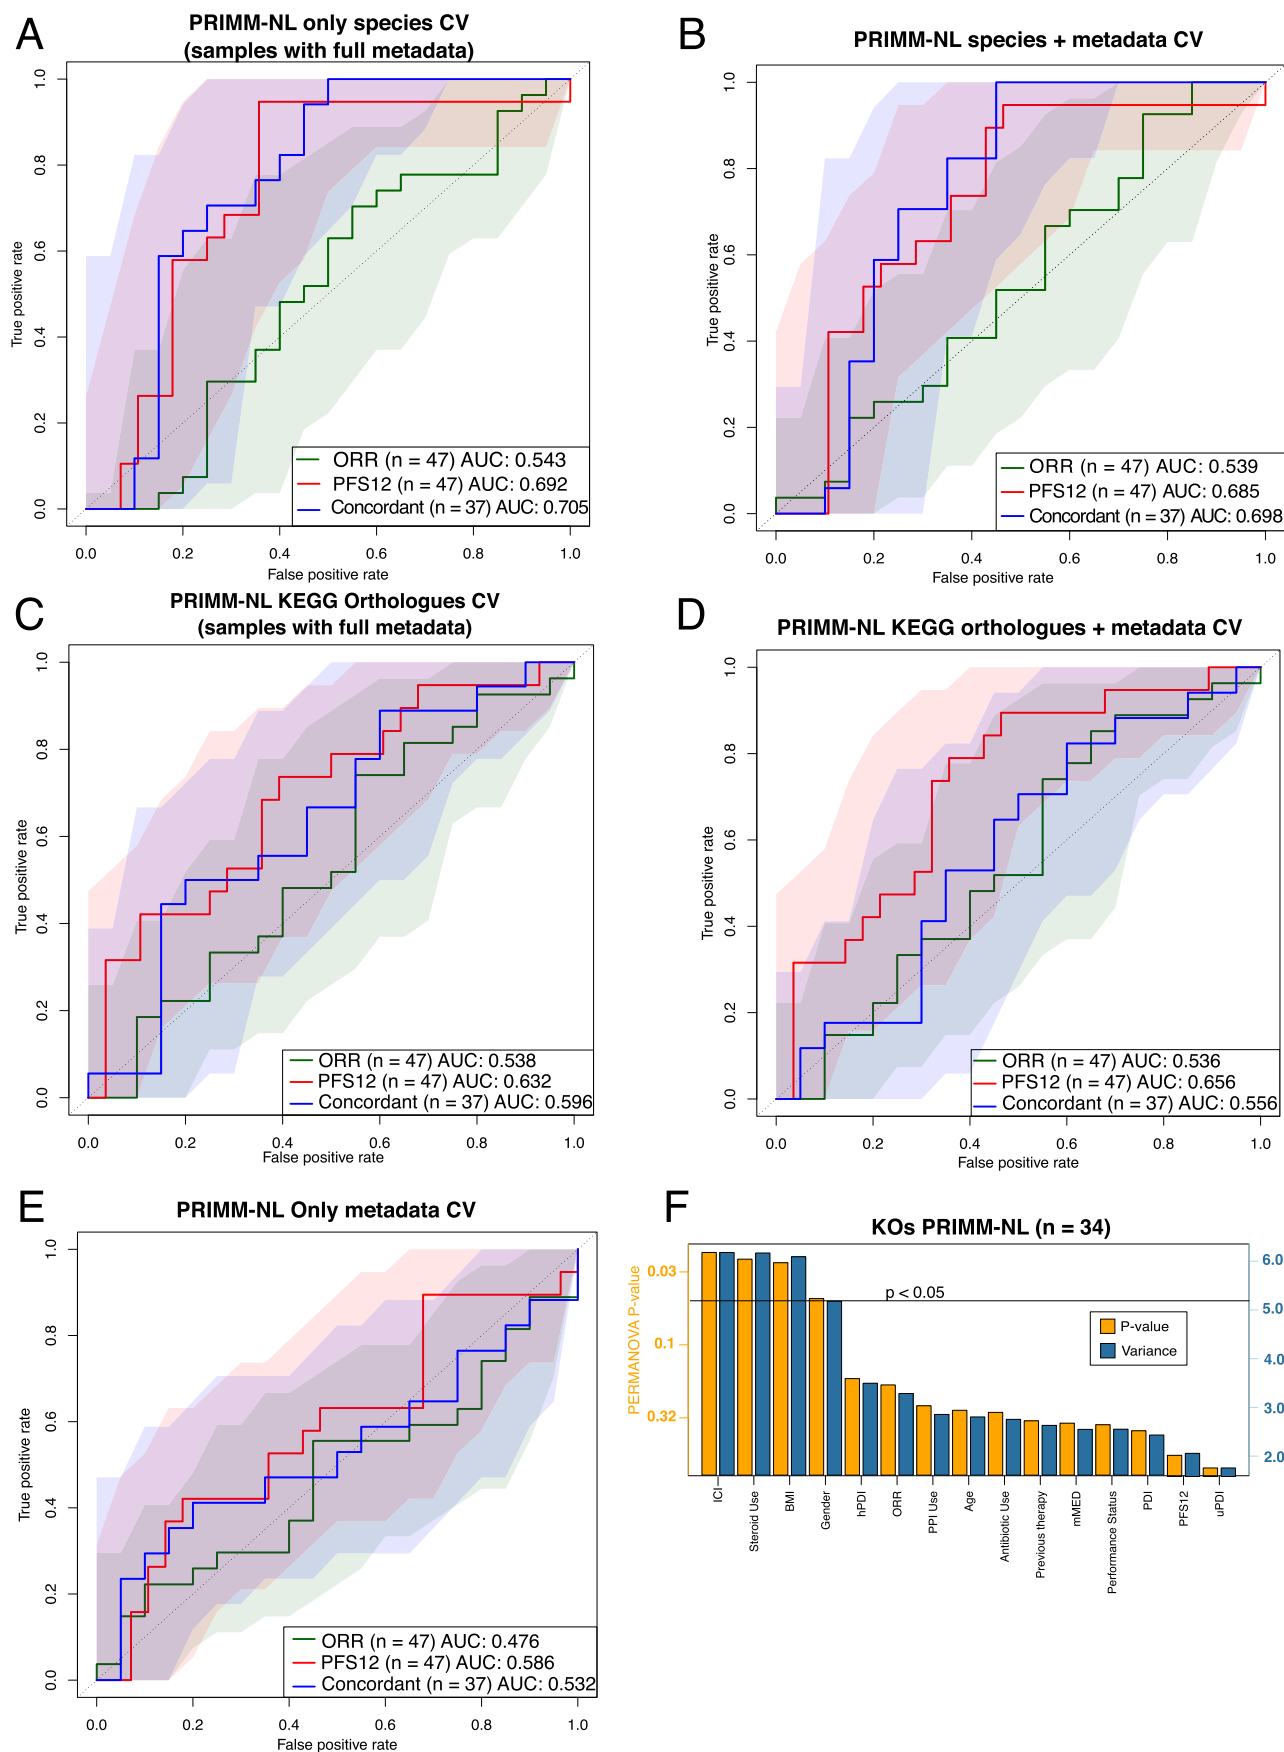 A
PRIMM-NL only species CV
(samples with full metadata)
True positive rate
1.0
0.8
0.6
0.4
0.2
0.0
ORR (n = 47) AUC: 0.543
PFS12 (n = 47) AUC: 0.692
Concordant (n = 37) AUC: 0.705
0.0 0.2 0.4 0.6 0.8 1.0
False positive rate
B
PRIMM-NL species + metadata CV
True positive rate
1.0
0.8
0.6
0.4
0.2
0.0
ORR (n = 47) AUC: 0.539
PFS12 (n = 47) AUC: 0.685
Concordant (n = 37) AUC: 0.698
0.0 0.2 0.4 0.6 0.8 1.0
False positive rate
C
PRIMM-NL KEGG Orthologues CV
(samples with full metadata)
True positive rate
1.0
0.8
0.6
0.4
0.2
0.0
ORR (n = 47) AUC: 0.538
PFS12 (n = 47) AUC: 0.632
Concordant (n = 37) AUC: 0.596
0.0 0.2 0.4 0.6 0.8 1.0
False positive rate
D
PRIMM-NL KEGG orthologues + metadata CV
True positive rate
1.0
0.8
0.6
0.4
0.2
0.0
ORR (n = 47) AUC: 0.536
PFS12 (n = 47) AUC: 0.656
Concordant (n = 37) AUC: 0.556
0.0 0.2 0.4 0.6 0.8 1.0
False positive rate
E
PRIMM-NL Only metadata CV
True positive rate
1.0
0.8
0.6
0.4
0.2
0.0
ORR (n = 47) AUC: 0.476
PFS12 (n = 47) AUC: 0.586
Concordant (n = 37) AUC: 0.532
0.0 0.2 0.4 0.6 0.8 1.0
False positive rate
F
KOs PRIMM-NL (n = 34)
PERMANOVA P-value
0.03
0.1
0.32
p < 0.05
P-value
Variance
6.0
5.0
4.0
3.0
2.0
ICI
Steroid Use
BMI
Gender
hPDI
ORR
PPI Use
Age
Antibiotic Use
Previous therapy
mMED
Performance Status
PDI
PFS12
uPDI